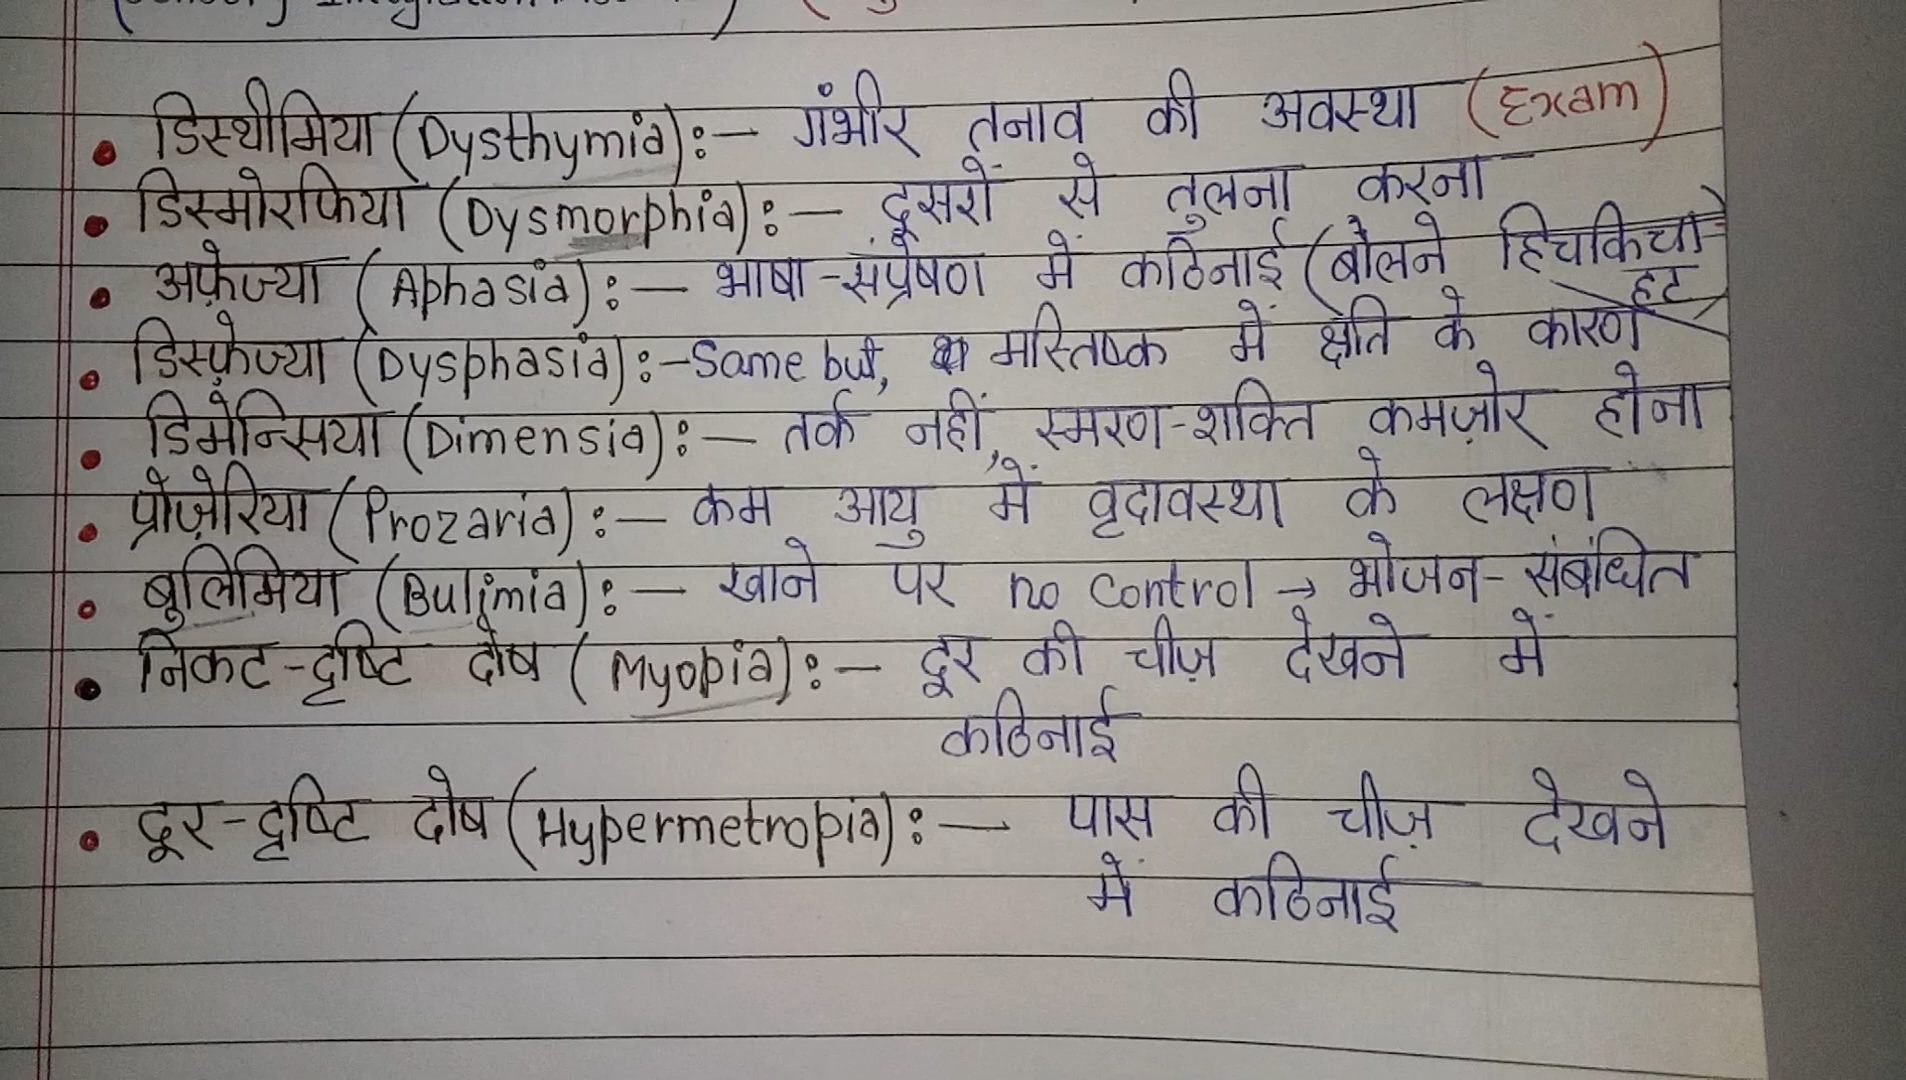 डिस्थीमिया (Dysthymia):- गंभीर तनाव की अवस्था (Exam)
डिस्मोरफिया (Dysmorphia):- दूसरों से तुलना करना
अफ़ेज्या (Aphasia):- भाषा-संप्रेषण में कठिनाई (बोलने हिचकिचा
हट)
डिस्फ़ेज्या (Dysphasia):- Same but, मस्तिष्क में क्षति के कारण
डिमेन्सिया (Dimensia):- तर्क नहीं, स्मरण-शक्ति कमज़ोर होना
प्रोज़ेरिया (Prozaria):- कम आयु में वृदावस्था के लक्षण
बुलिमिया (Bulimia):- खाने पर no control → भोजन-संबंधित
निकट-दृष्टि दोष (Myopia):- दूर की चीज़ देखने में
कठिनाई
दूर-दृष्टि दोष (Hypermetropia):- पास की चीज़ देखने
में कठिनाई